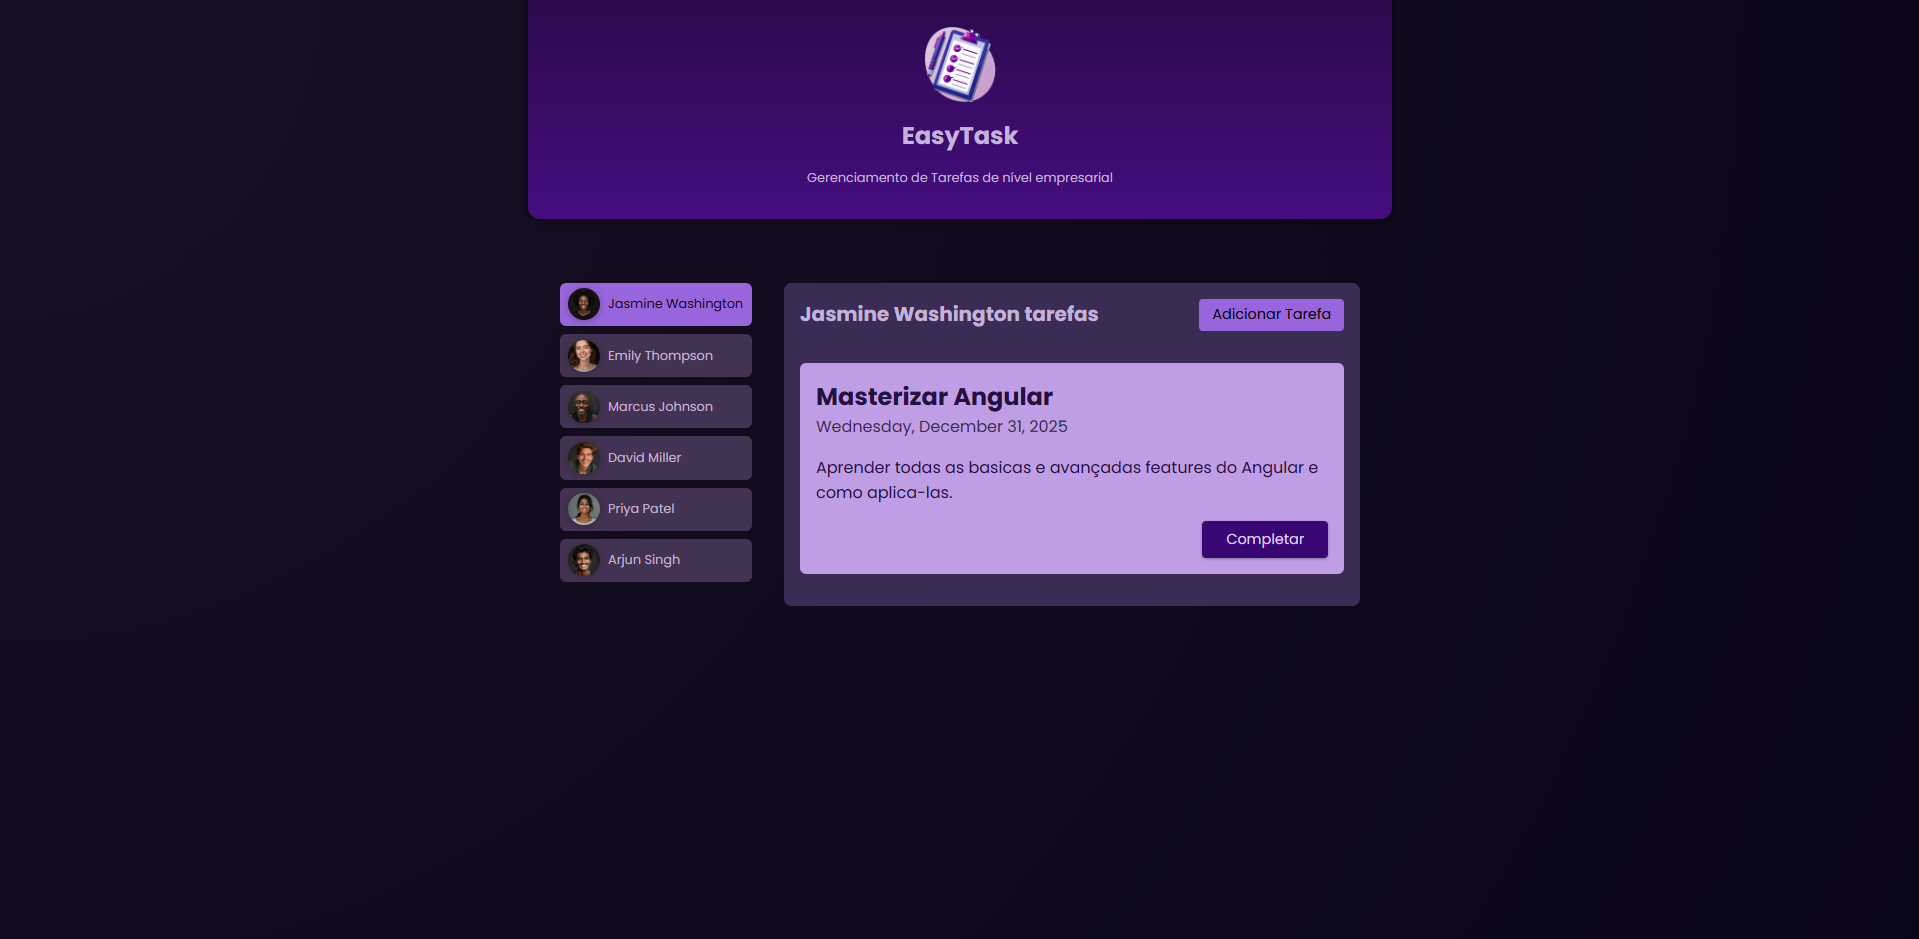 EasyTask
Gerenciamento de Tarefas de nível empresarial
Jasmine Washington
Emily Thompson
Marcus Johnson
David Miller
Priya Patel
Arjun Singh
Jasmine Washington tarefas
Adicionar Tarefa
Masterizar Angular
Wednesday, December 31, 2025
Aprender todas as basicas e avançadas features do Angular e
como aplica-las.
Completar